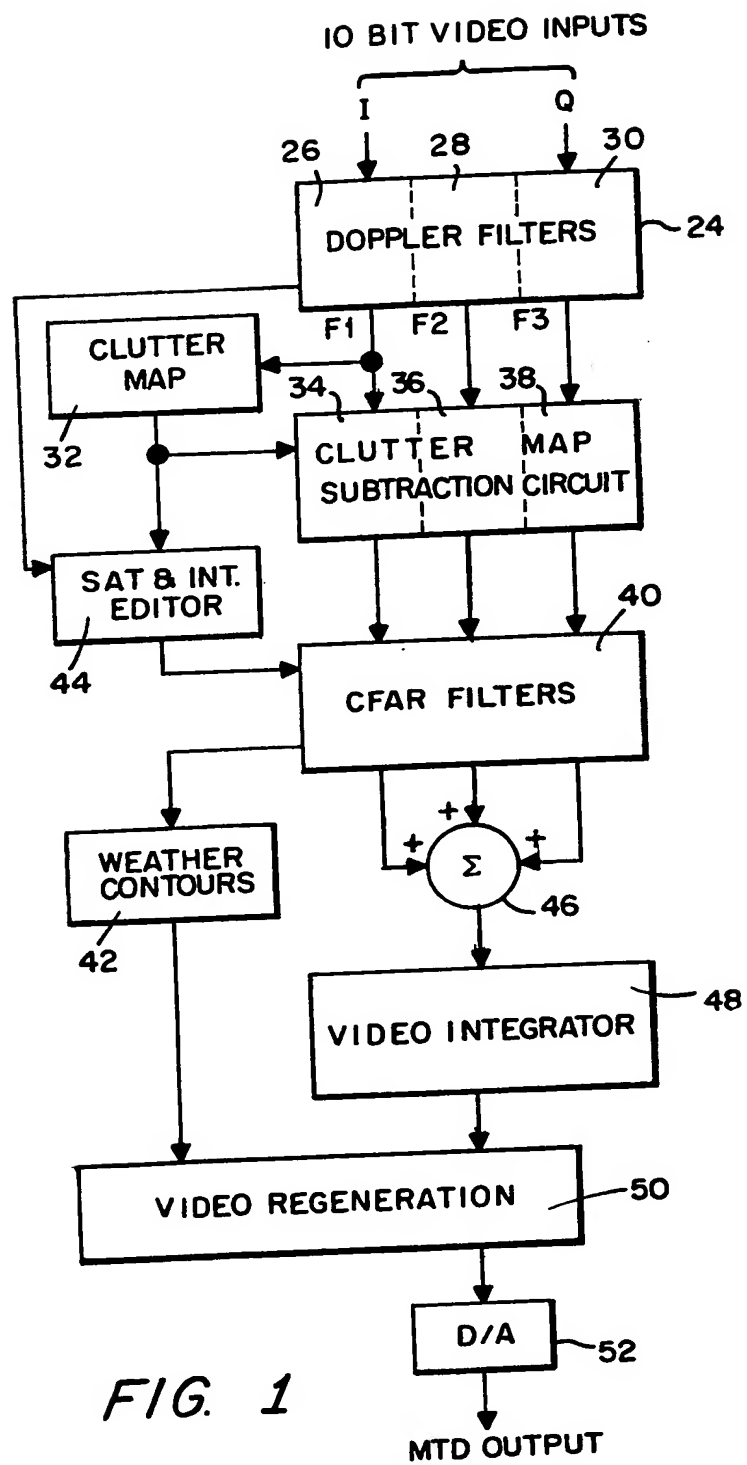 10 BIT VIDEO INPUTS
I
Q
26
28
30
DOPPLER FILTERS
24
F1
F2
F3
CLUTTER
MAP
32
34
36
38
CLUTTER MAP
SUBTRACTION CIRCUIT
SAT & INT.
EDITOR
44
40
CFAR FILTERS
WEATHER
CONTOURS
42
+
+
+
Σ
46
VIDEO INTEGRATOR
48
VIDEO REGENERATION
50
D/A
52
FIG. 1
MTD OUTPUT